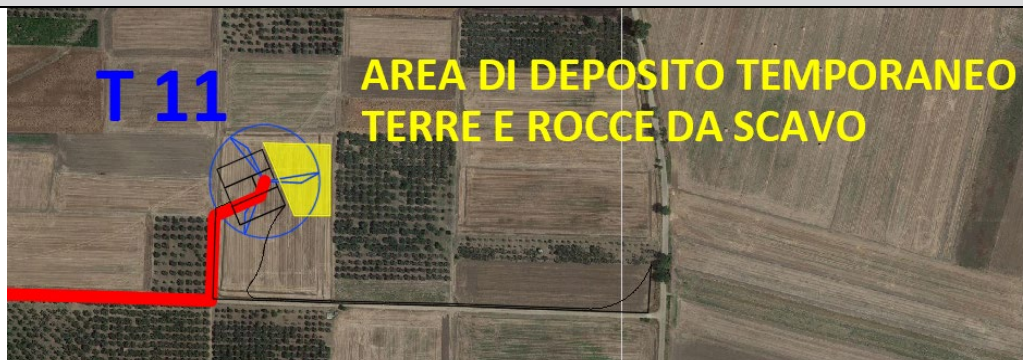 T 11
AREA DI DEPOSITO TEMPORANEO
TERRE E ROCCE DA SCAVO